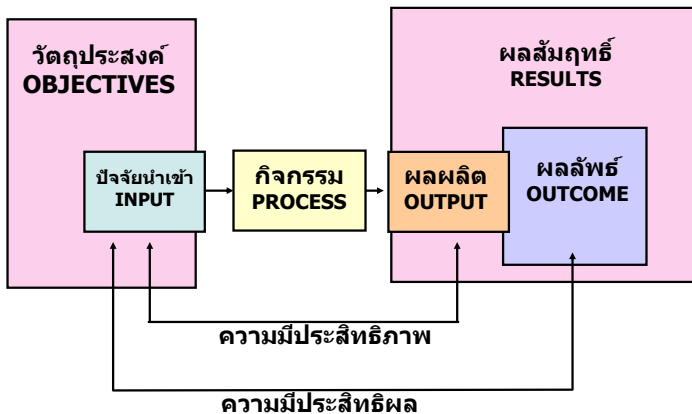 วัตถุประสงค์
OBJECTIVES
ผลสัมฤทธิ์
RESULTS
ปัจจัยนำเข้า
INPUT
กิจกรรม
PROCESS
ผลผลิต
OUTPUT
ผลลัพธ์
OUTCOME
ความมีประสิทธิภาพ
ความมีประสิทธิผล